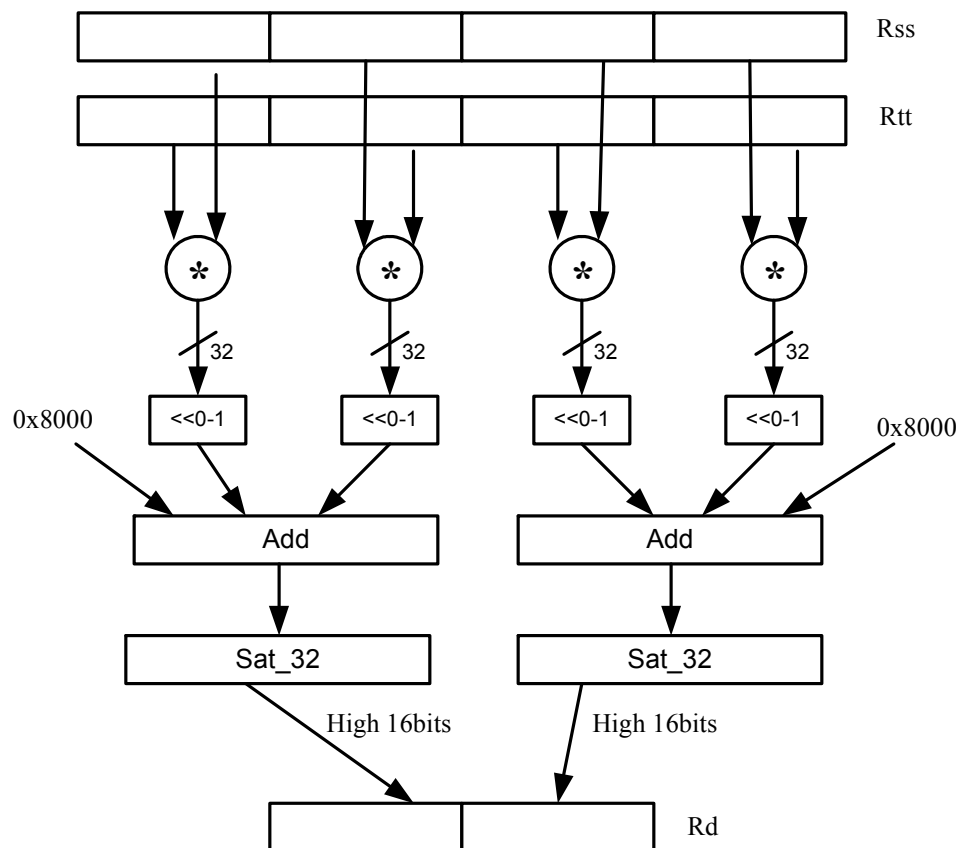 Rss
Rtt
* * * *
32 32 32 32
<<0-1 <<0-1 <<0-1 <<0-1
0x8000 0x8000
Add Add
Sat_32 Sat_32
High 16bits High 16bits
Rd